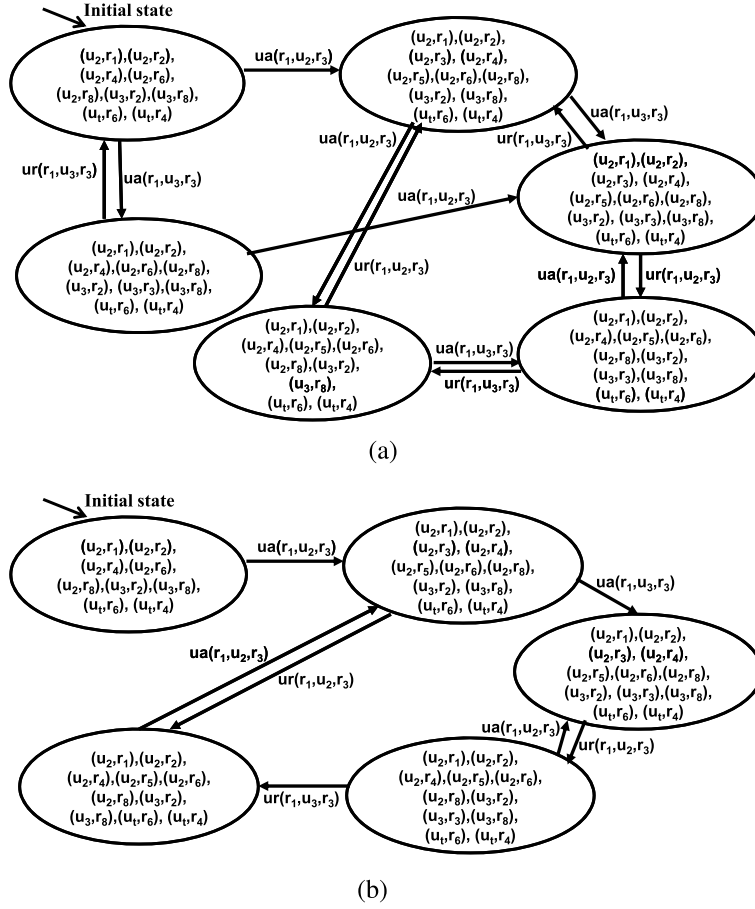 Initial state
(u2,r1),(u2,r2),
(u2,r4),(u2,r6),
(u2,r8),(u3,r2),(u3,r8),
(ut,r6), (ut,r4)
ua(r1,u2,r3)
(u2,r1),(u2,r2),
(u2,r3), (u2,r4),
(u2,r5),(u2,r6),(u2,r8),
(u3,r2), (u3,r8),
(ut,r6), (ut,r4)
ua(r1,u3,r3)
ur(r1,u3,r3)
ur(r1,u3,r3)
ua(r1,u3,r3)
ua(r1,u2,r3)
ua(r1,u2,r3)
(u2,r1),(u2,r2),
(u2,r3), (u2,r4),
(u2,r5),(u2,r6),(u2,r8),
(u3,r2), (u3,r3),(u3,r8),
(ut,r6), (ut,r4)
(u2,r1),(u2,r2),
(u2,r4),(u2,r6),(u2,r8),
(u3,r2), (u3,r3),(u3,r8),
(ut,r6), (ut,r4)
ur(r1,u2,r3)
ua(r1,u2,r3)
ur(r1,u2,r3)
(u2,r1),(u2,r2),
(u2,r4),(u2,r5),(u2,r6),
(u2,r8),(u3,r2),
(u3,r8),
(ut,r6), (ut,r4)
ua(r1,u3,r3)
ur(r1,u3,r3)
(u2,r1),(u2,r2),
(u2,r4),(u2,r5),(u2,r6),
(u2,r8),(u3,r2),
(u3,r3),(u3,r8),
(ut,r6), (ut,r4)
(a)
Initial state
(u2,r1),(u2,r2),
(u2,r4),(u2,r6),
(u2,r8),(u3,r2),(u3,r8),
(ut,r6), (ut,r4)
ua(r1,u2,r3)
(u2,r1),(u2,r2),
(u2,r3), (u2,r4),
(u2,r5),(u2,r6),(u2,r8),
(u3,r2), (u3,r8),
(ut,r6), (ut,r4)
ua(r1,u3,r3)
(u2,r1),(u2,r2),
(u2,r3), (u2,r4),
(u2,r5),(u2,r6),(u2,r8),
(u3,r2), (u3,r3),(u3,r8),
(ut,r6), (ut,r4)
ua(r1,u2,r3)
ur(r1,u2,r3)
ua(r1,u2,r3)
ur(r1,u2,r3)
(u2,r1),(u2,r2),
(u2,r4),(u2,r5),(u2,r6),
(u2,r8),(u3,r2),
(u3,r8),(ut,r6), (ut,r4)
ur(r1,u3,r3)
(u2,r1),(u2,r2),
(u2,r4),(u2,r5),(u2,r6),
(u2,r8),(u3,r2),
(u3,r3),(u3,r8),
(ut,r6), (ut,r4)
(b)